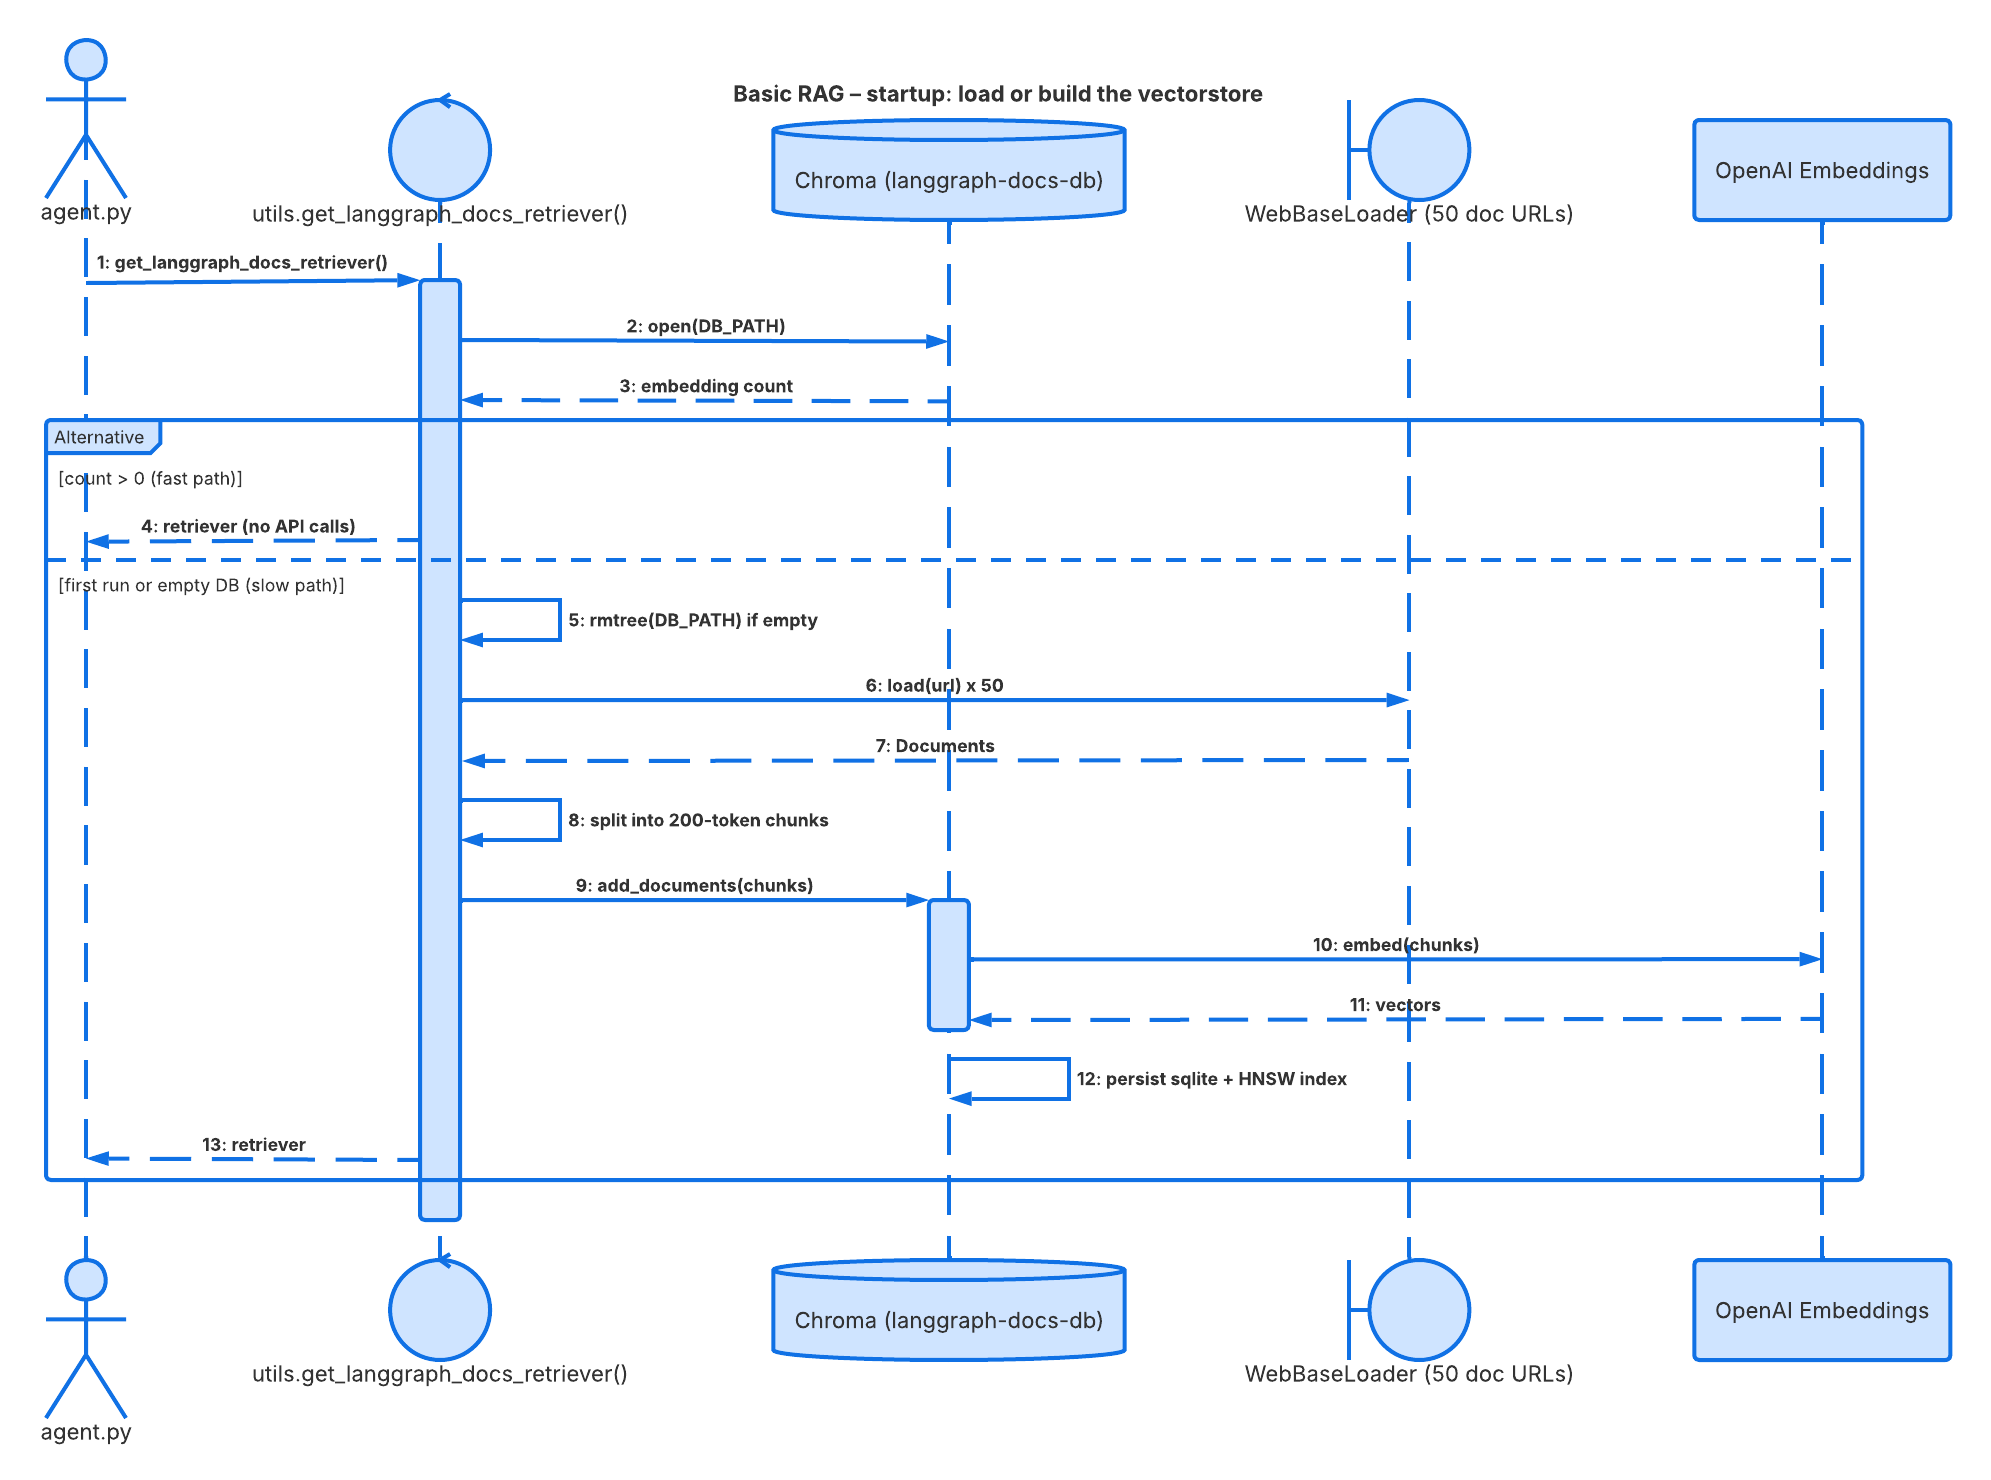 Basic RAG – startup: load or build the vectorstore
agent.py
utils.get_langgraph_docs_retriever()
Chroma (langgraph-docs-db)
WebBaseLoader (50 doc URLs)
OpenAI Embeddings
1: get_langgraph_docs_retriever()
2: open(DB_PATH)
3: embedding count
Alternative
[count > 0 (fast path)]
4: retriever (no API calls)
[first run or empty DB (slow path)]
5: rmtree(DB_PATH) if empty
6: load(url) x 50
7: Documents
8: split into 200-token chunks
9: add_documents(chunks)
10: embed(chunks)
11: vectors
12: persist sqlite + HNSW index
13: retriever
agent.py
utils.get_langgraph_docs_retriever()
Chroma (langgraph-docs-db)
WebBaseLoader (50 doc URLs)
OpenAI Embeddings